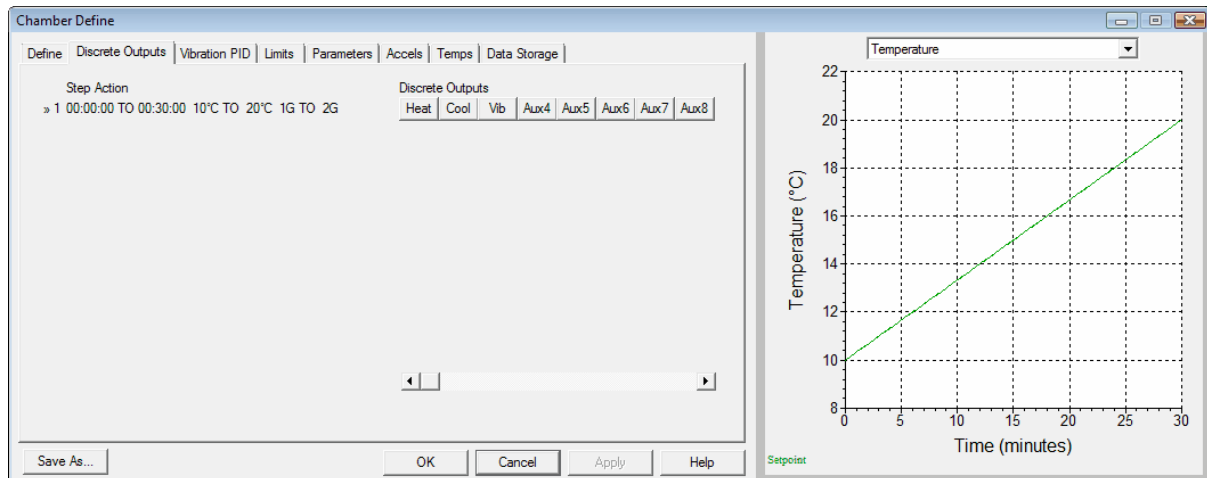 Chamber Define
Define Discrete Outputs Vibration PID Limits Parameters Accels Temps Data Storage
Step Action
» 1 00:00:00 TO 00:30:00 10°C TO 20°C 1G TO 2G
Discrete Outputs
Heat Cool Vib Aux4 Aux5 Aux6 Aux7 Aux8
Save As...
OK Cancel Apply Help
Temperature
22
20
18
16
14
12
10
8
Temperature (°C)
0 5 10 15 20 25 30
Time (minutes)
Setpoint